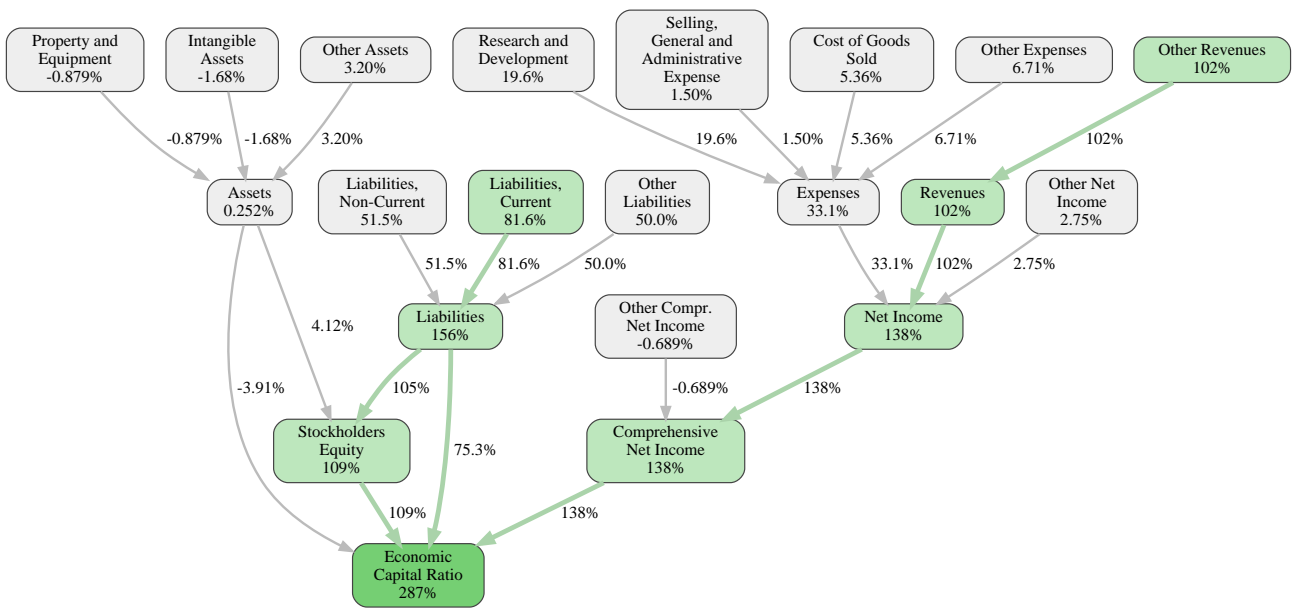 Property and
Equipment
-0.879%
Intangible
Assets
-1.68%
Other Assets
3.20%
Research and
Development
19.6%
Selling,
General and
Administrative
Expense
1.50%
Cost of Goods
Sold
5.36%
Other Expenses
6.71%
Other Revenues
102%
-0.879%
-1.68%
3.20%
19.6%
1.50%
5.36%
6.71%
102%
Assets
0.252%
Liabilities,
Non-Current
51.5%
Liabilities,
Current
81.6%
Other
Liabilities
50.0%
Expenses
33.1%
Revenues
102%
Other Net
Income
2.75%
51.5%
81.6%
50.0%
33.1%
102%
2.75%
4.12%
Liabilities
156%
Other Compr.
Net Income
-0.689%
Net Income
138%
-3.91%
105%
-0.689%
138%
Stockholders
Equity
109%
75.3%
Comprehensive
Net Income
138%
109%
138%
Economic
Capital Ratio
287%